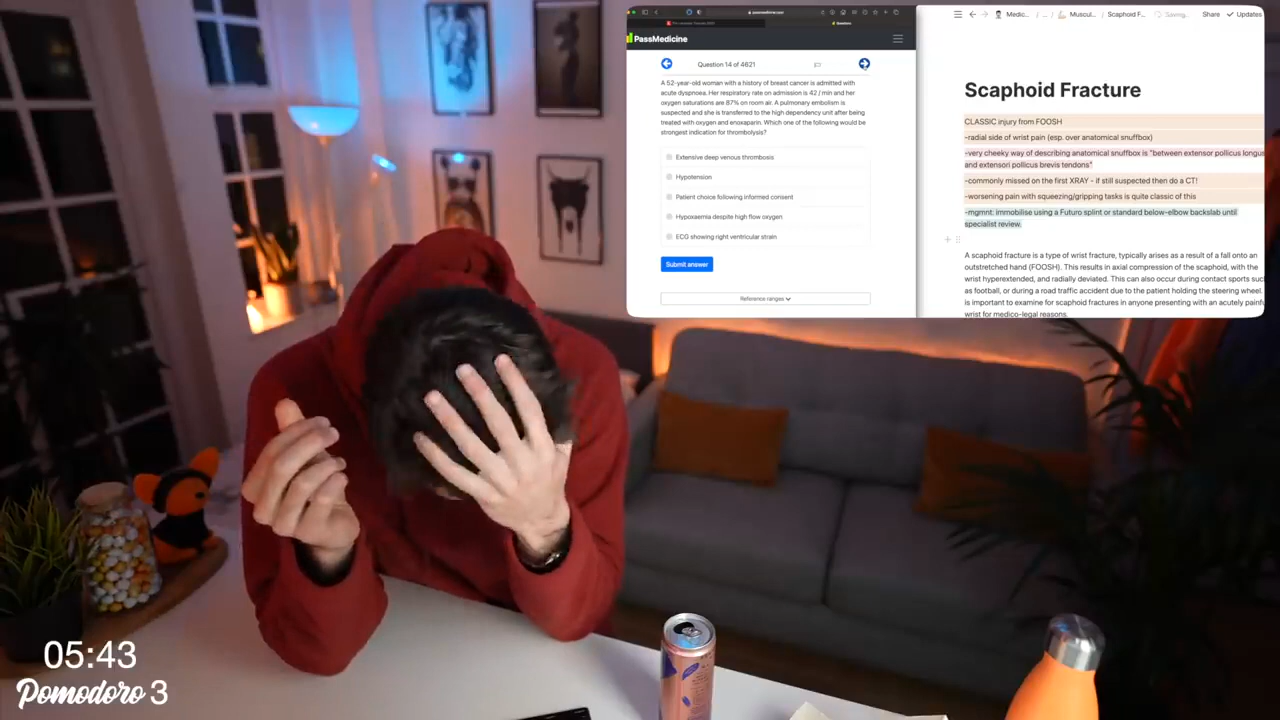 passmedicine.com
Questions
PassMedicine
Question 14 of 4621
A 52-year-old woman with a history of breast cancer is admitted with
acute dyspnoea. Her respiratory rate on admission is 42 / min and her
oxygen saturations are 87% on room air. A pulmonary embolism is
suspected and she is transferred to the high dependency unit after being
treated with oxygen and enoxaparin. Which one of the following would be
strongest indication for thrombolysis?
Extensive deep venous thrombosis
Hypotension
Patient choice following informed consent
Hypoxaemia despite high flow oxygen
ECG showing right ventricular strain
Submit answer
Reference ranges
Medic... / ... / Muscul... / Scaphoid F... Saving... Share Updates
Scaphoid Fracture
CLASSIC injury from FOOSH
-radial side of wrist pain (esp. over anatomical snuffbox)
-very cheeky way of describing anatomical snuffbox is "between extensor pollicus longus
and extensori pollicus brevis tendons"
-commonly missed on the first XRAY - if still suspected then do a CT!
-worsening pain with squeezing/gripping tasks is quite classic of this
-mgmnt: immobilise using a Futuro splint or standard below-elbow backslab until
specialist review.
A scaphoid fracture is a type of wrist fracture, typically arises as a result of a fall onto an
outstretched hand (FOOSH). This results in axial compression of the scaphoid, with the
wrist hyperextended, and radially deviated. This can also occur during contact sports suc
as football, or during a road traffic accident due to the patient holding the steering wheel.
is important to examine for scaphoid fractures in anyone presenting with an acutely painfu
wrist for medico-legal reasons.
05:43
Pomodoro 3